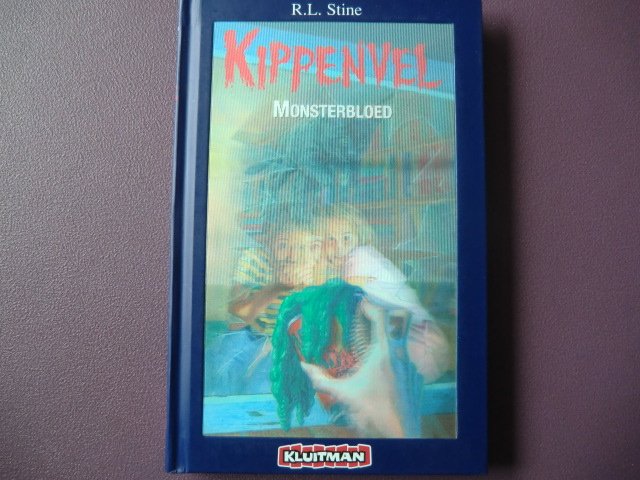 R.L. Stine
KIPPENVEL
MONSTERBLOED
KLUITMAN